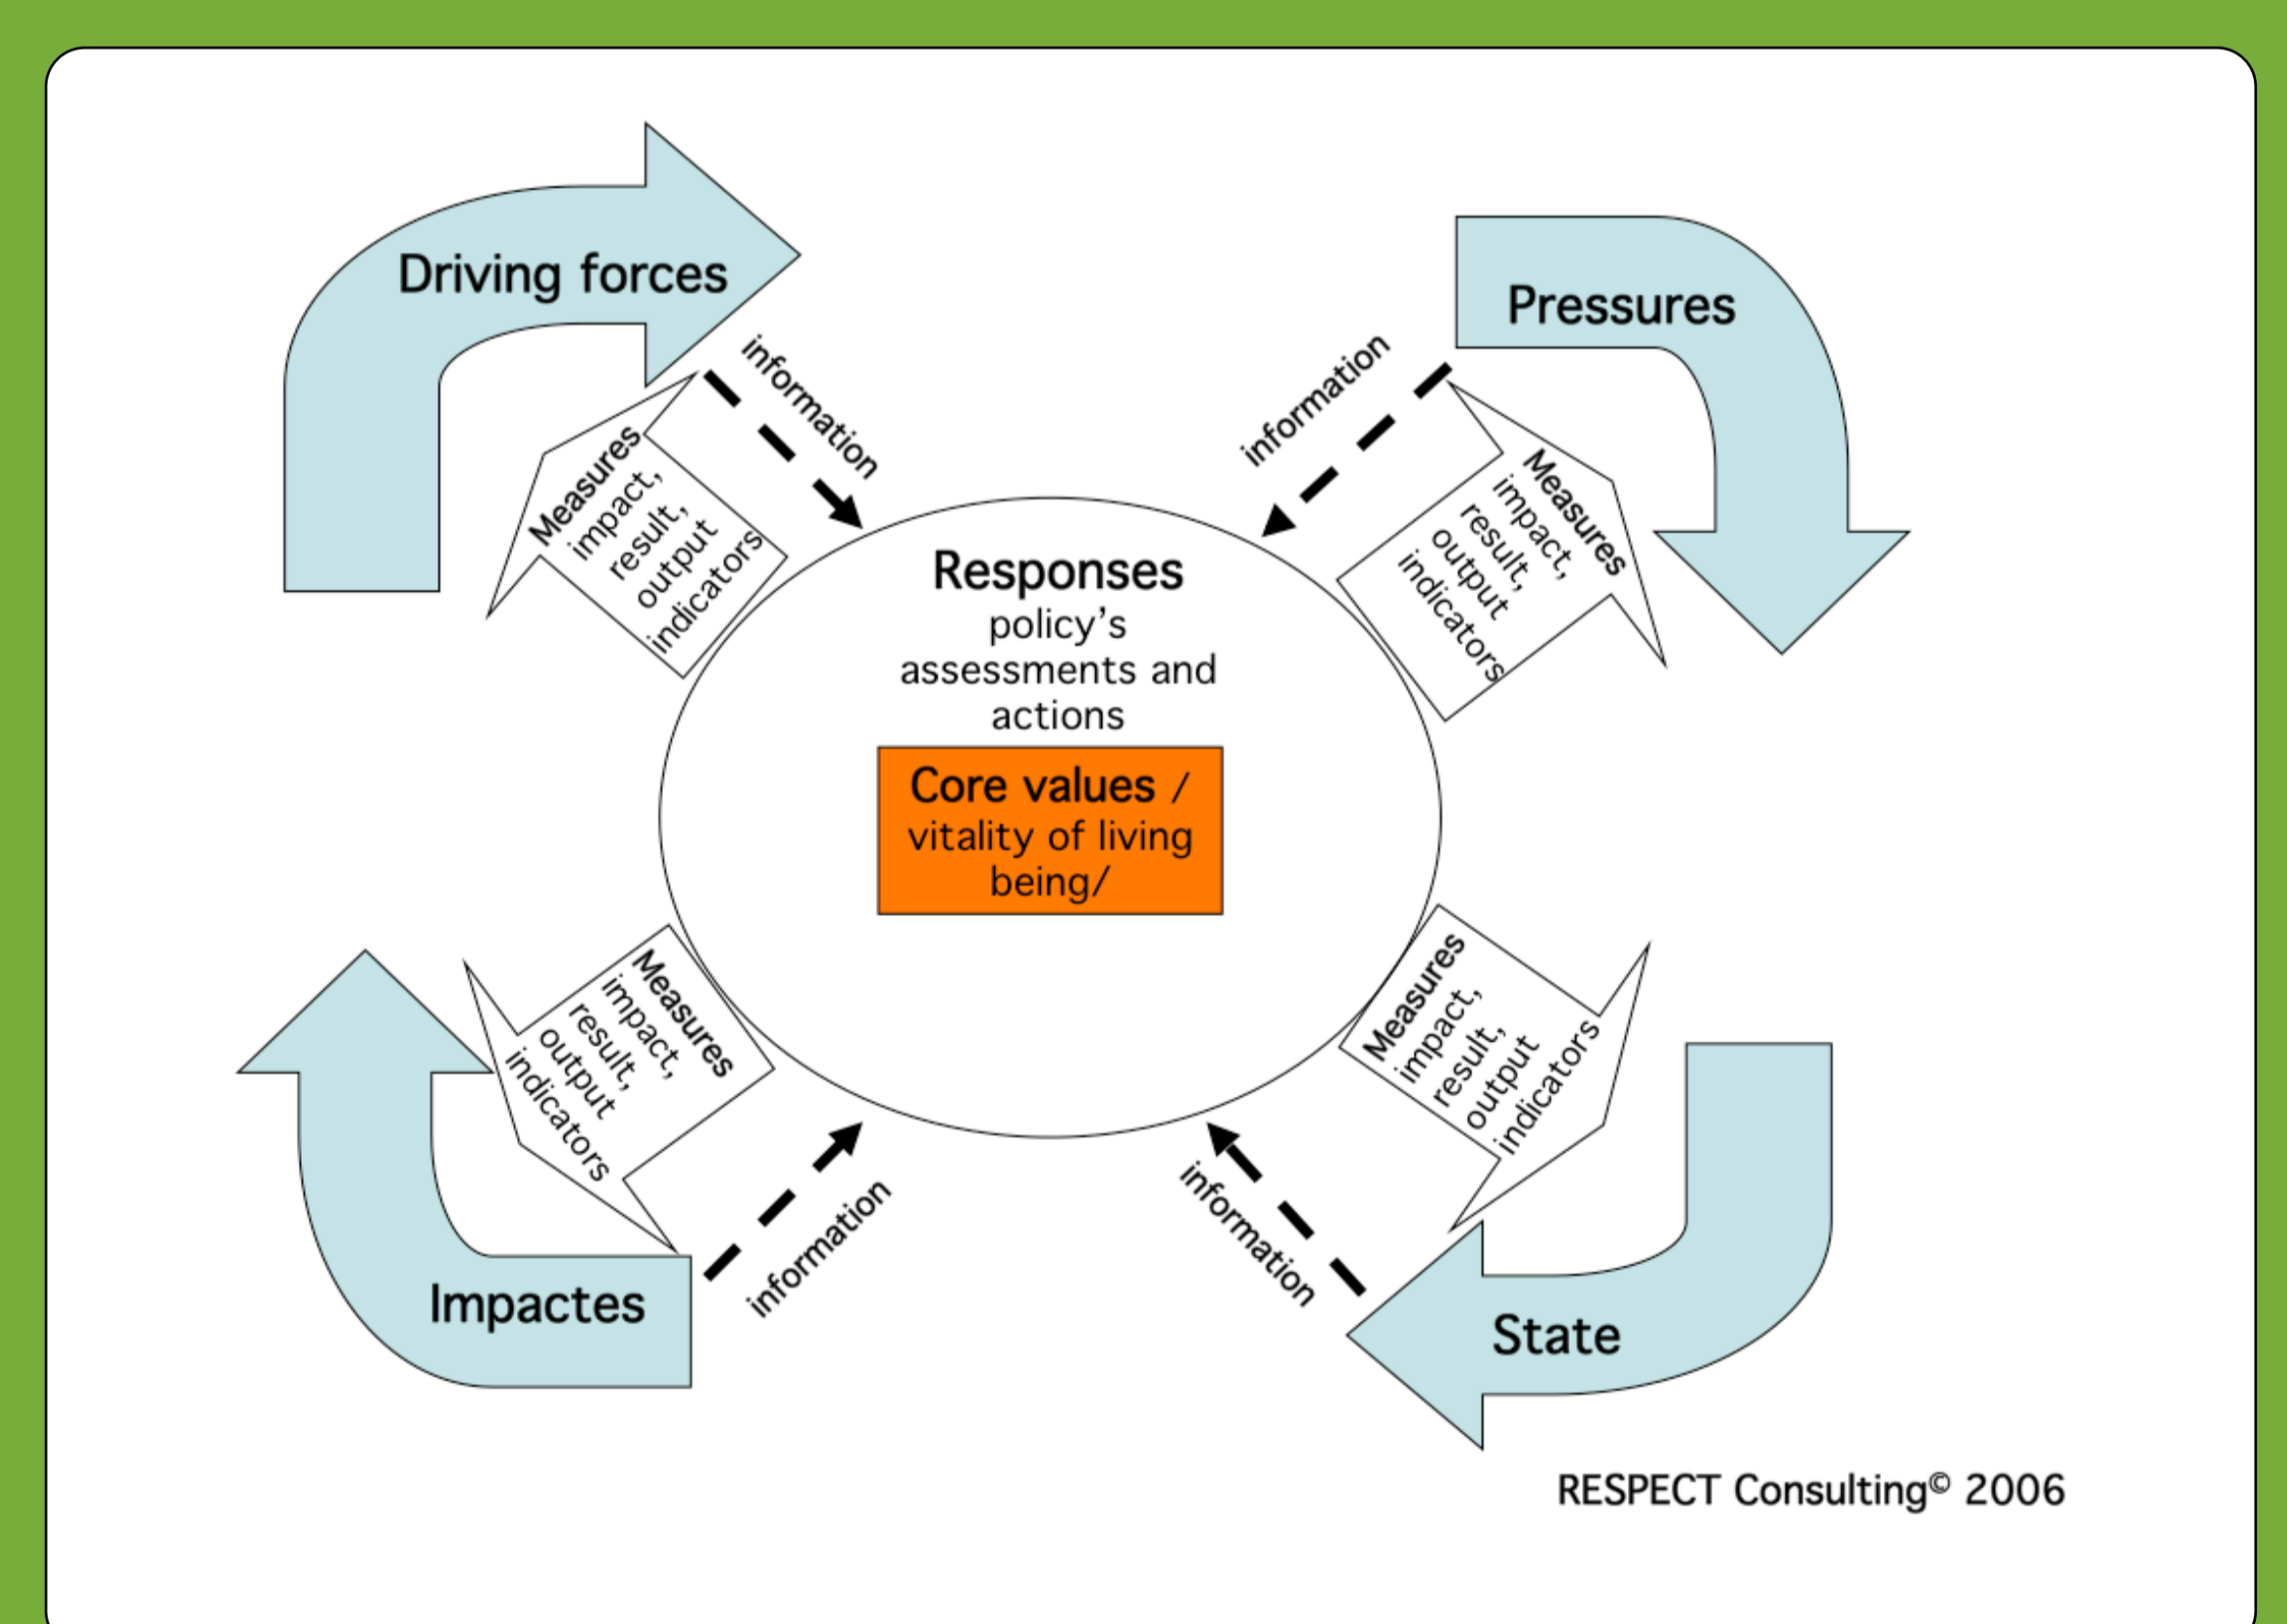 Driving forces
Pressures
information
information
Measures
impact,
result,
output
indicators
Measures
impact,
result,
output
indicators
Responses
policy’s
assessments and
actions
Core values /
vitality of living
being/
Measures
impact,
result,
output
indicators
Measures
impact,
result,
output
indicators
information
information
Impactes
State
RESPECT Consulting© 2006